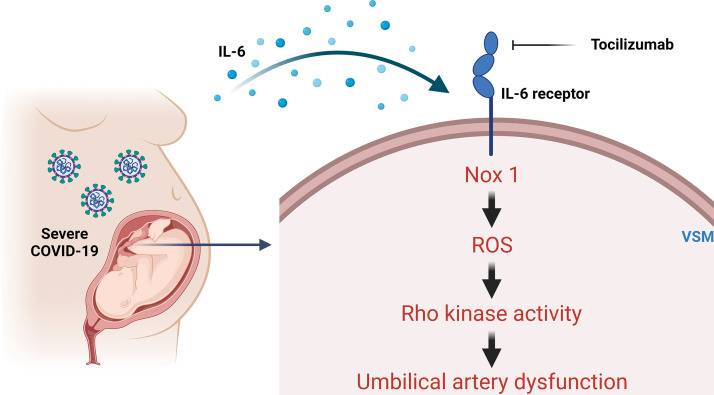 IL-6
Tocilizumab
IL-6 receptor
Nox 1
Severe
COVID-19
VSM
ROS
Rho kinase activity
Umbilical artery dysfunction